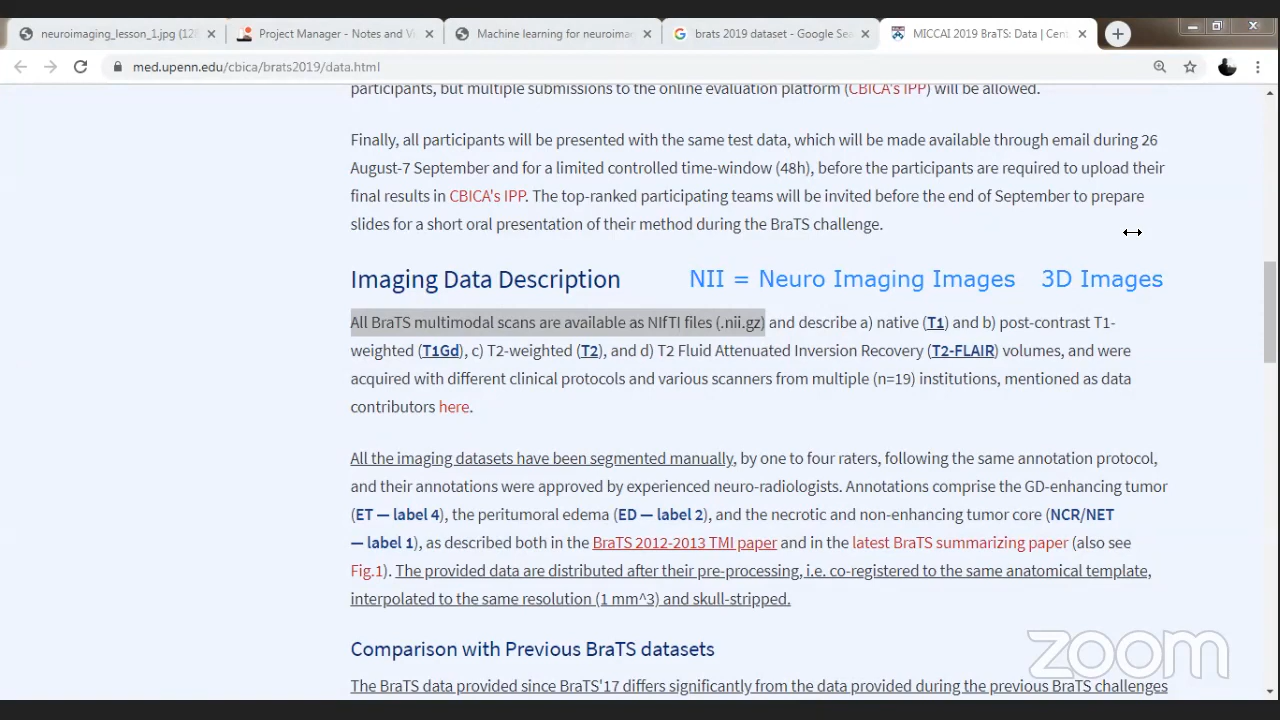 neuroimaging_lesson_1.jpg (128
Project Manager - Notes and Vi
Machine learning for neuroimag
brats 2019 dataset - Google Sea
MICCAI 2019 BraTS: Data | Cent
med.upenn.edu/cbica/brats2019/data.html
participants, but multiple submissions to the online evaluation platform (CBICA's IPP) will be allowed.
Finally, all participants will be presented with the same test data, which will be made available through email during 26
August-7 September and for a limited controlled time-window (48h), before the participants are required to upload their
final results in CBICA's IPP. The top-ranked participating teams will be invited before the end of September to prepare
slides for a short oral presentation of their method during the BraTS challenge.
Imaging Data Description NII = Neuro Imaging Images 3D Images
All BraTS multimodal scans are available as NIfTI files (.nii.gz) and describe a) native (T1) and b) post-contrast T1-
weighted (T1Gd), c) T2-weighted (T2), and d) T2 Fluid Attenuated Inversion Recovery (T2-FLAIR) volumes, and were
acquired with different clinical protocols and various scanners from multiple (n=19) institutions, mentioned as data
contributors here.
All the imaging datasets have been segmented manually, by one to four raters, following the same annotation protocol,
and their annotations were approved by experienced neuro-radiologists. Annotations comprise the GD-enhancing tumor
(ET — label 4), the peritumoral edema (ED — label 2), and the necrotic and non-enhancing tumor core (NCR/NET
— label 1), as described both in the BraTS 2012-2013 TMI paper and in the latest BraTS summarizing paper (also see
Fig.1). The provided data are distributed after their pre-processing, i.e. co-registered to the same anatomical template,
interpolated to the same resolution (1 mm^3) and skull-stripped.
Comparison with Previous BraTS datasets
The BraTS data provided since BraTS'17 differs significantly from the data provided during the previous BraTS challenges
zoom